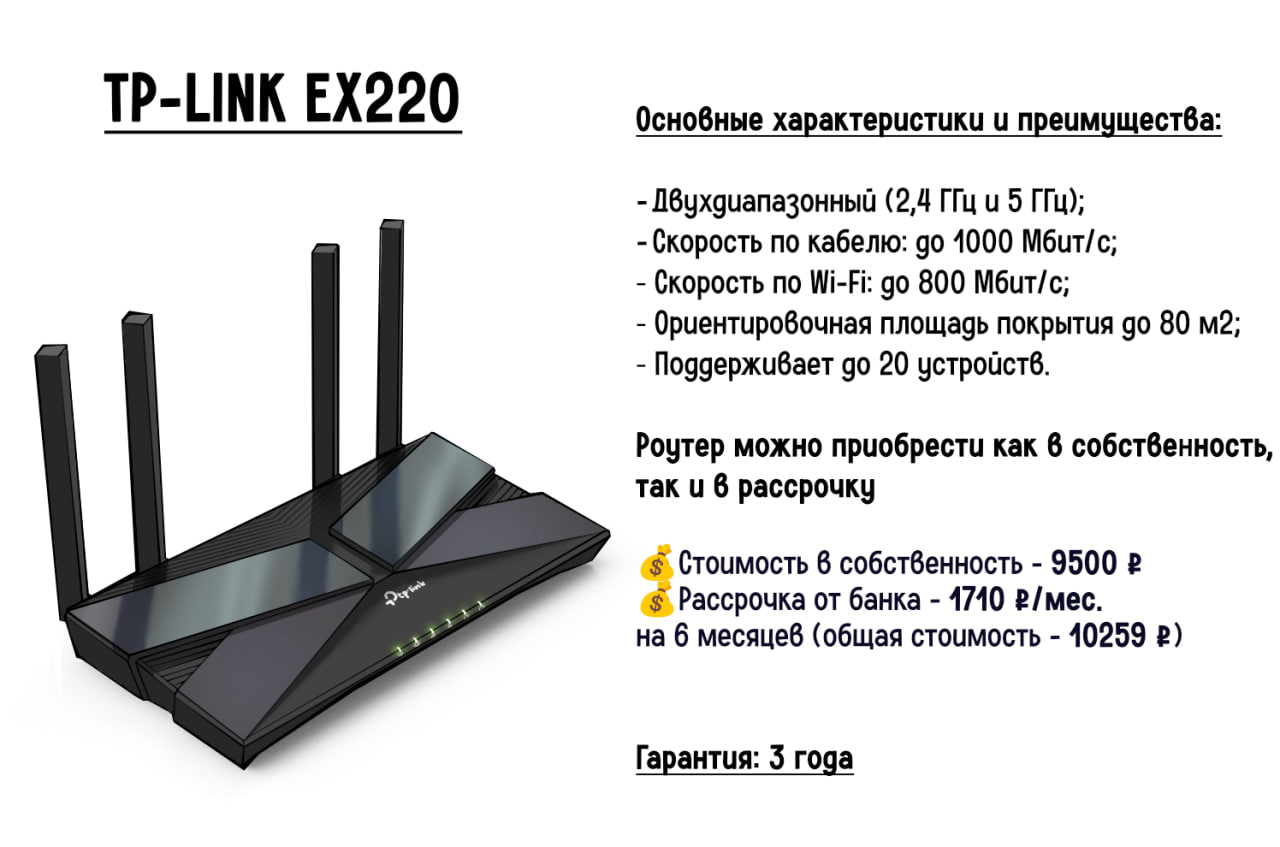 TP-LINK EX220
Основные характеристики и преимущества:
- Двухдиапазонный (2,4 ГГц и 5 ГГц);
- Скорость по кабелю: до 1000 Мбит/с;
- Скорость по Wi-Fi: до 800 Мбит/с;
- Ориентировочная площадь покрытия до 80 м2;
- Поддерживает до 20 устройств.
Роутер можно приобрести как в собственность,
так и в рассрочку
💰Стоимость в собственность - 9500 ₽
💰Рассрочка от банка - 1710 ₽/мес.
на 6 месяцев (общая стоимость - 10259 ₽)
Гарантия: 3 года
tp-link